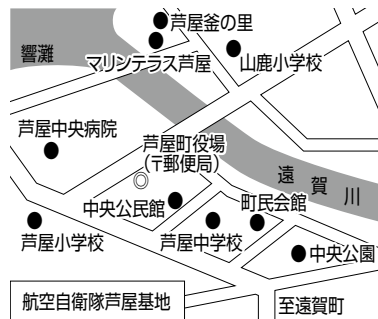 芦屋釜の里
響灘
マリンテラス芦屋
山鹿小学校
芦屋中央病院
芦屋町役場
(〒郵便局)
遠賀川
中央公民館
町民会館
芦屋小学校
芦屋中学校
中央公園
航空自衛隊芦屋基地
至遠賀町